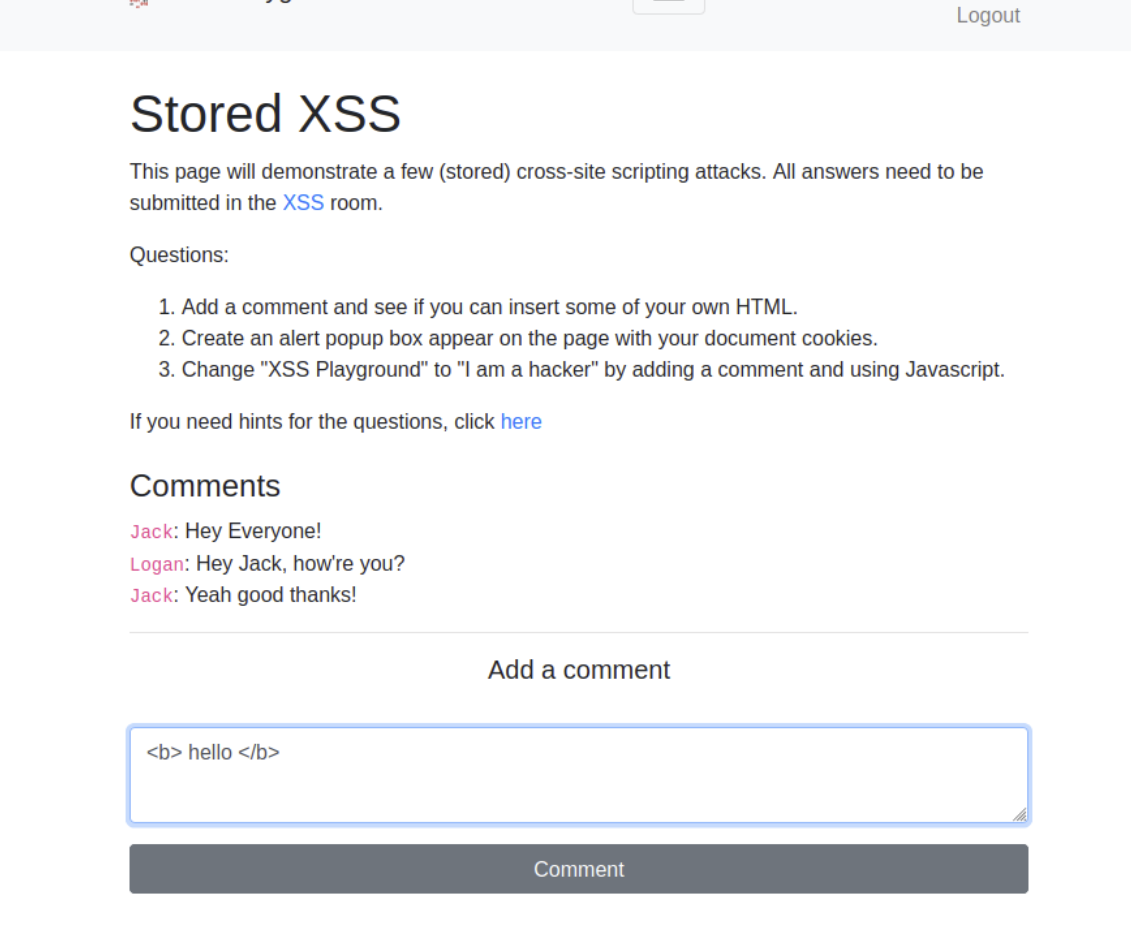 Logout
Stored XSS
This page will demonstrate a few (stored) cross-site scripting attacks. All answers need to be
submitted in the XSS room.
Questions:
1. Add a comment and see if you can insert some of your own HTML.
2. Create an alert popup box appear on the page with your document cookies.
3. Change "XSS Playground" to "I am a hacker" by adding a comment and using Javascript.
If you need hints for the questions, click here
Comments
Jack: Hey Everyone!
Logan: Hey Jack, how're you?
Jack: Yeah good thanks!
Add a comment
<b> hello </b>
Comment